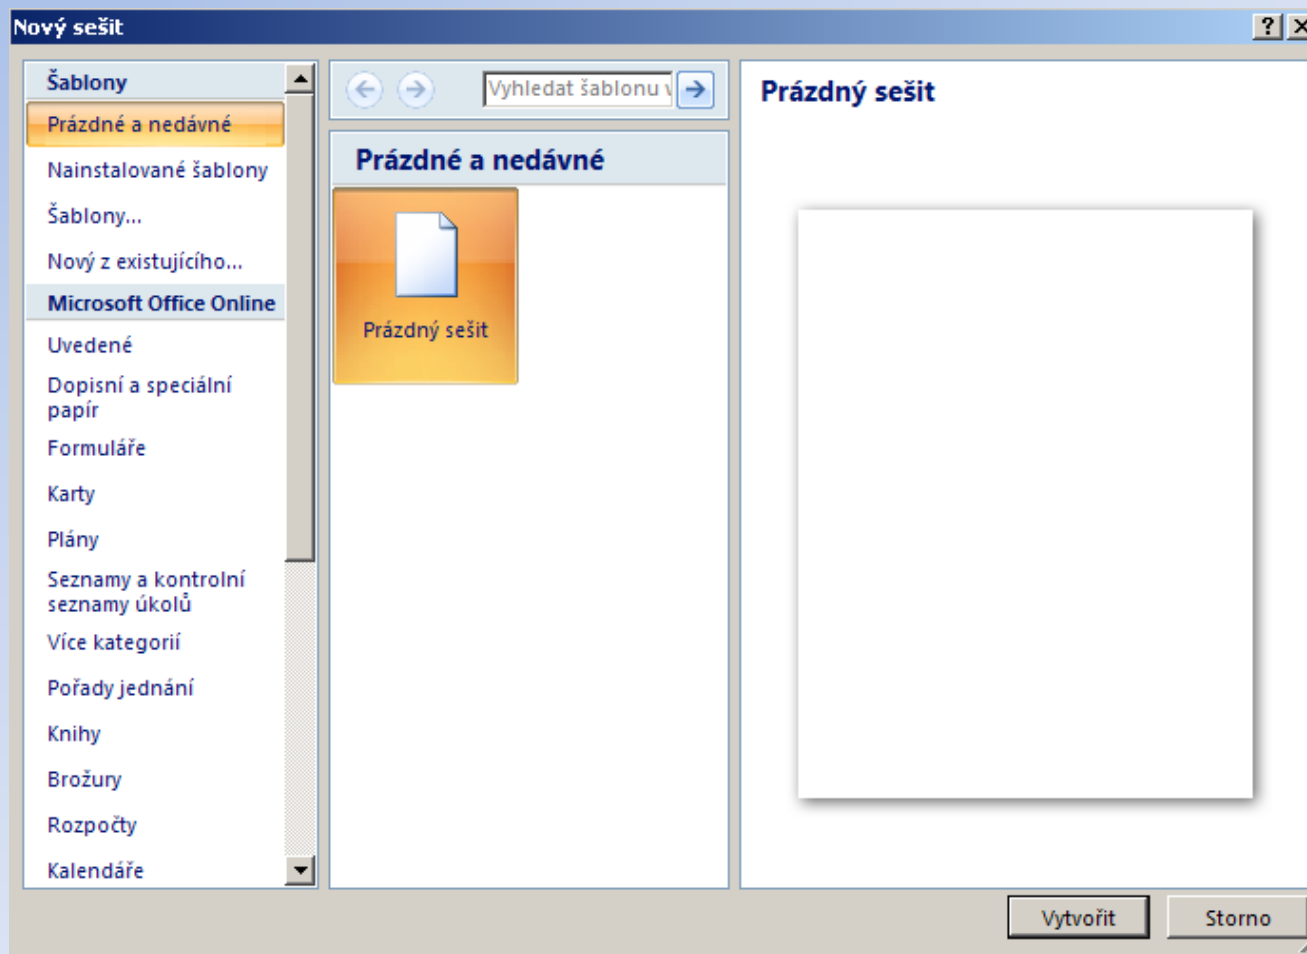 Nový sešit
Šablony
Prázdné a nedávné
Nainstalované šablony
Šablony...
Nový z existujícího...
Microsoft Office Online
Uvedené
Dopisní a speciální
papír
Formuláře
Karty
Plány
Seznamy a kontrolní
seznamy úkolů
Více kategorií
Pořady jednání
Knihy
Brožury
Rozpočty
Kalendáře
Vyhledat šablonu v
Prázdné a nedávné
Prázdný sešit
Prázdný sešit
Vytvořit
Storno